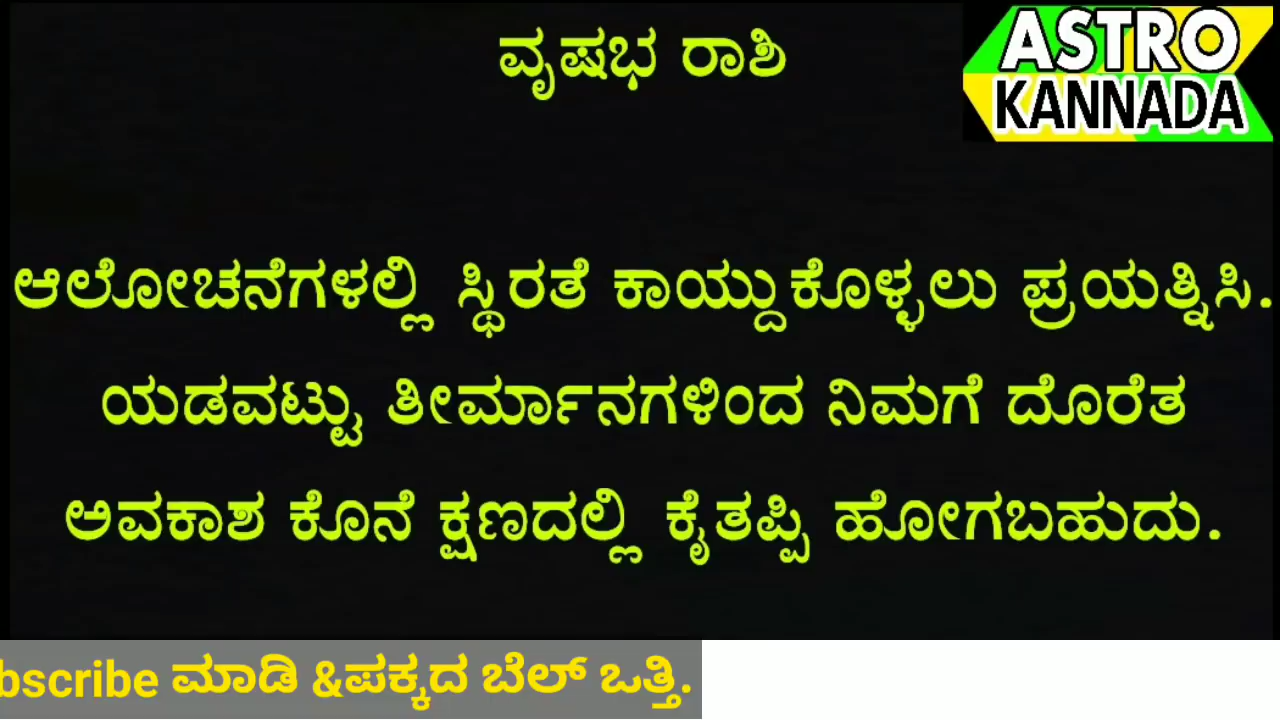 ವೃಷಭ ರಾಶಿ
ASTRO
KANNADA
ಆಲೋಚನೆಗಳಲ್ಲಿ ಸ್ಥಿರತೆ ಕಾಯ್ದುಕೊಳ್ಳಲು ಪ್ರಯತ್ನಿಸಿ.
ಯಡವಟ್ಟು ತೀರ್ಮಾನಗಳಿಂದ ನಿಮಗೆ ದೊರೆತ
ಅವಕಾಶ ಕೊನೆ ಕ್ಷಣದಲ್ಲಿ ಕೈತಪ್ಪಿ ಹೋಗಬಹುದು.
bscribe ಮಾಡಿ &ಪಕ್ಕದ ಬೆಲ್ ಒತ್ತಿ.